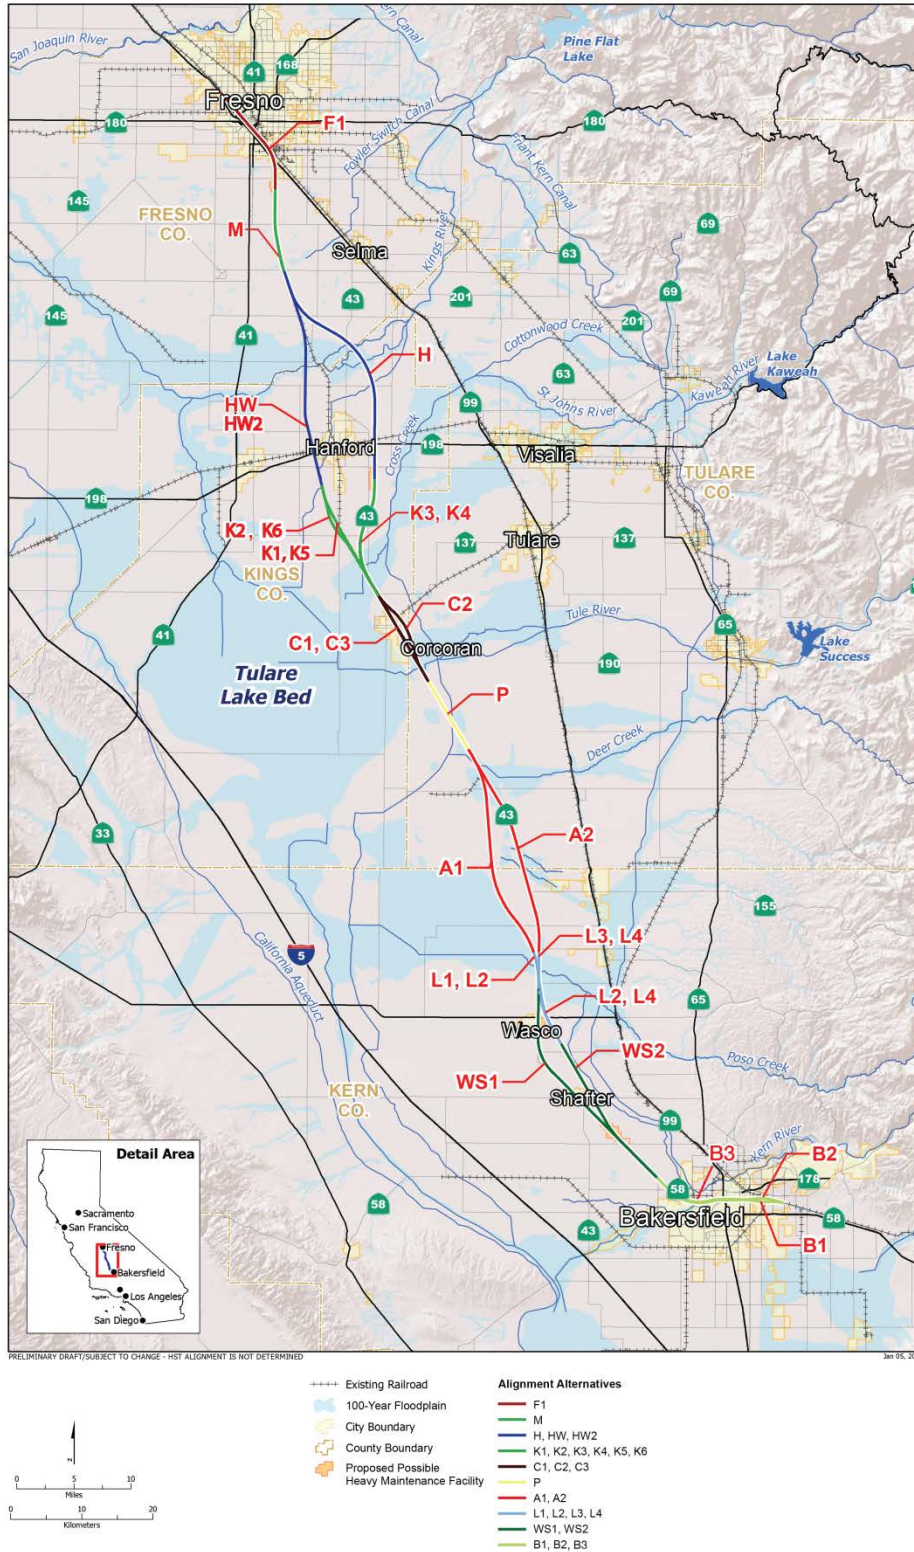 San Joaquin River
Kern Canal
Pine Flat
Lake
41
168
Fresno
180
F1
180
Fowler Switch Canal
Friant Kern Canal
145
FRESNO
CO.
M
Selma
Kings River
69
63
43
201
69
145
41
201
Cottonwood Creek
H
63
Kaweah River
Lake
Kaweah
St Johns River
99
HW
HW2
Hanford
Cross Creek
198
Visalia
TULARE
CO.
198
43
K3, K4
K2, K6
K1,K5
137
Tulare
137
KINGS
CO.
C2
Tule River
41
C1, C3
Corcoran
65
Lake
Success
190
Tulare
Lake Bed
P
Deer Creek
33
43
A2
A1
155
L3, L4
5
California Aqueduct
L1, L2
L2, L4
65
Wasco
WS2
Poso Creek
WS1
KERN
CO.
Shafter
99
Kern River
B3
B2
178
58
58
Bakersfield
58
43
B1
Detail Area
Sacramento
San Francisco
Fresno
Bakersfield
Los Angeles
San Diego
PRELIMINARY DRAFT/SUBJECT TO CHANGE - HST ALIGNMENT IS NOT DETERMINED
Jan 05, 20
Existing Railroad
100-Year Floodplain
City Boundary
County Boundary
Proposed Possible
Heavy Maintenance Facility
Alignment Alternatives
F1
M
H, HW, HW2
K1, K2, K3, K4, K5, K6
C1, C2, C3
P
A1, A2
L1, L2, L3, L4
WS1, WS2
B1, B2, B3
N
0 5 10
Miles
0 10 20
Kilometers